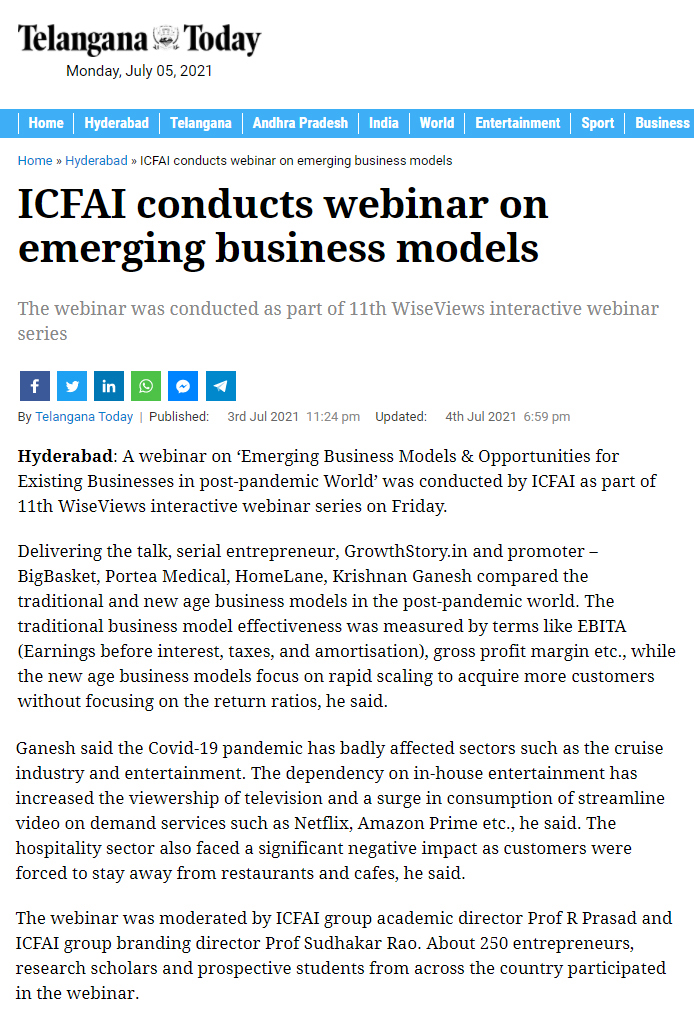 Telangana Today
Monday, July 05, 2021
Home | Hyderabad | Telangana | Andhra Pradesh | India | World | Entertainment | Sport | Business
Home » Hyderabad » ICFAI conducts webinar on emerging business models
ICFAI conducts webinar on
emerging business models
The webinar was conducted as part of 11th WiseViews interactive webinar
series
By Telangana Today | Published: 3rd Jul 2021 11:24 pm Updated: 4th Jul 2021 6:59 pm
Hyderabad: A webinar on ‘Emerging Business Models & Opportunities for
Existing Businesses in post-pandemic World’ was conducted by ICFAI as part of
11th WiseViews interactive webinar series on Friday.
Delivering the talk, serial entrepreneur, GrowthStory.in and promoter –
BigBasket, Portea Medical, HomeLane, Krishnan Ganesh compared the
traditional and new age business models in the post-pandemic world. The
traditional business model effectiveness was measured by terms like EBITA
(Earnings before interest, taxes, and amortisation), gross profit margin etc., while
the new age business models focus on rapid scaling to acquire more customers
without focusing on the return ratios, he said.
Ganesh said the Covid-19 pandemic has badly affected sectors such as the cruise
industry and entertainment. The dependency on in-house entertainment has
increased the viewership of television and a surge in consumption of streamline
video on demand services such as Netflix, Amazon Prime etc., he said. The
hospitality sector also faced a significant negative impact as customers were
forced to stay away from restaurants and cafes, he said.
The webinar was moderated by ICFAI group academic director Prof R Prasad and
ICFAI group branding director Prof Sudhakar Rao. About 250 entrepreneurs,
research scholars and prospective students from across the country participated
in the webinar.